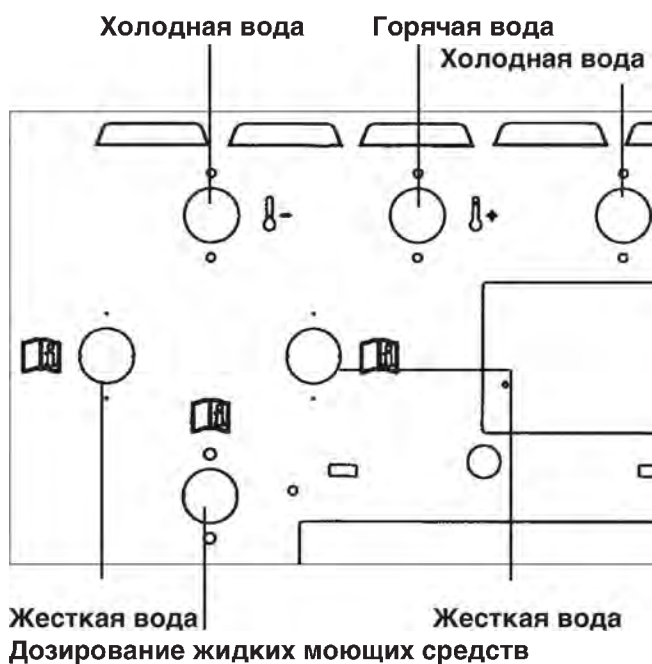 Холодная вода Горячая вода
Холодная вода
Жесткая вода Жесткая вода
Дозирование жидких моющих средств